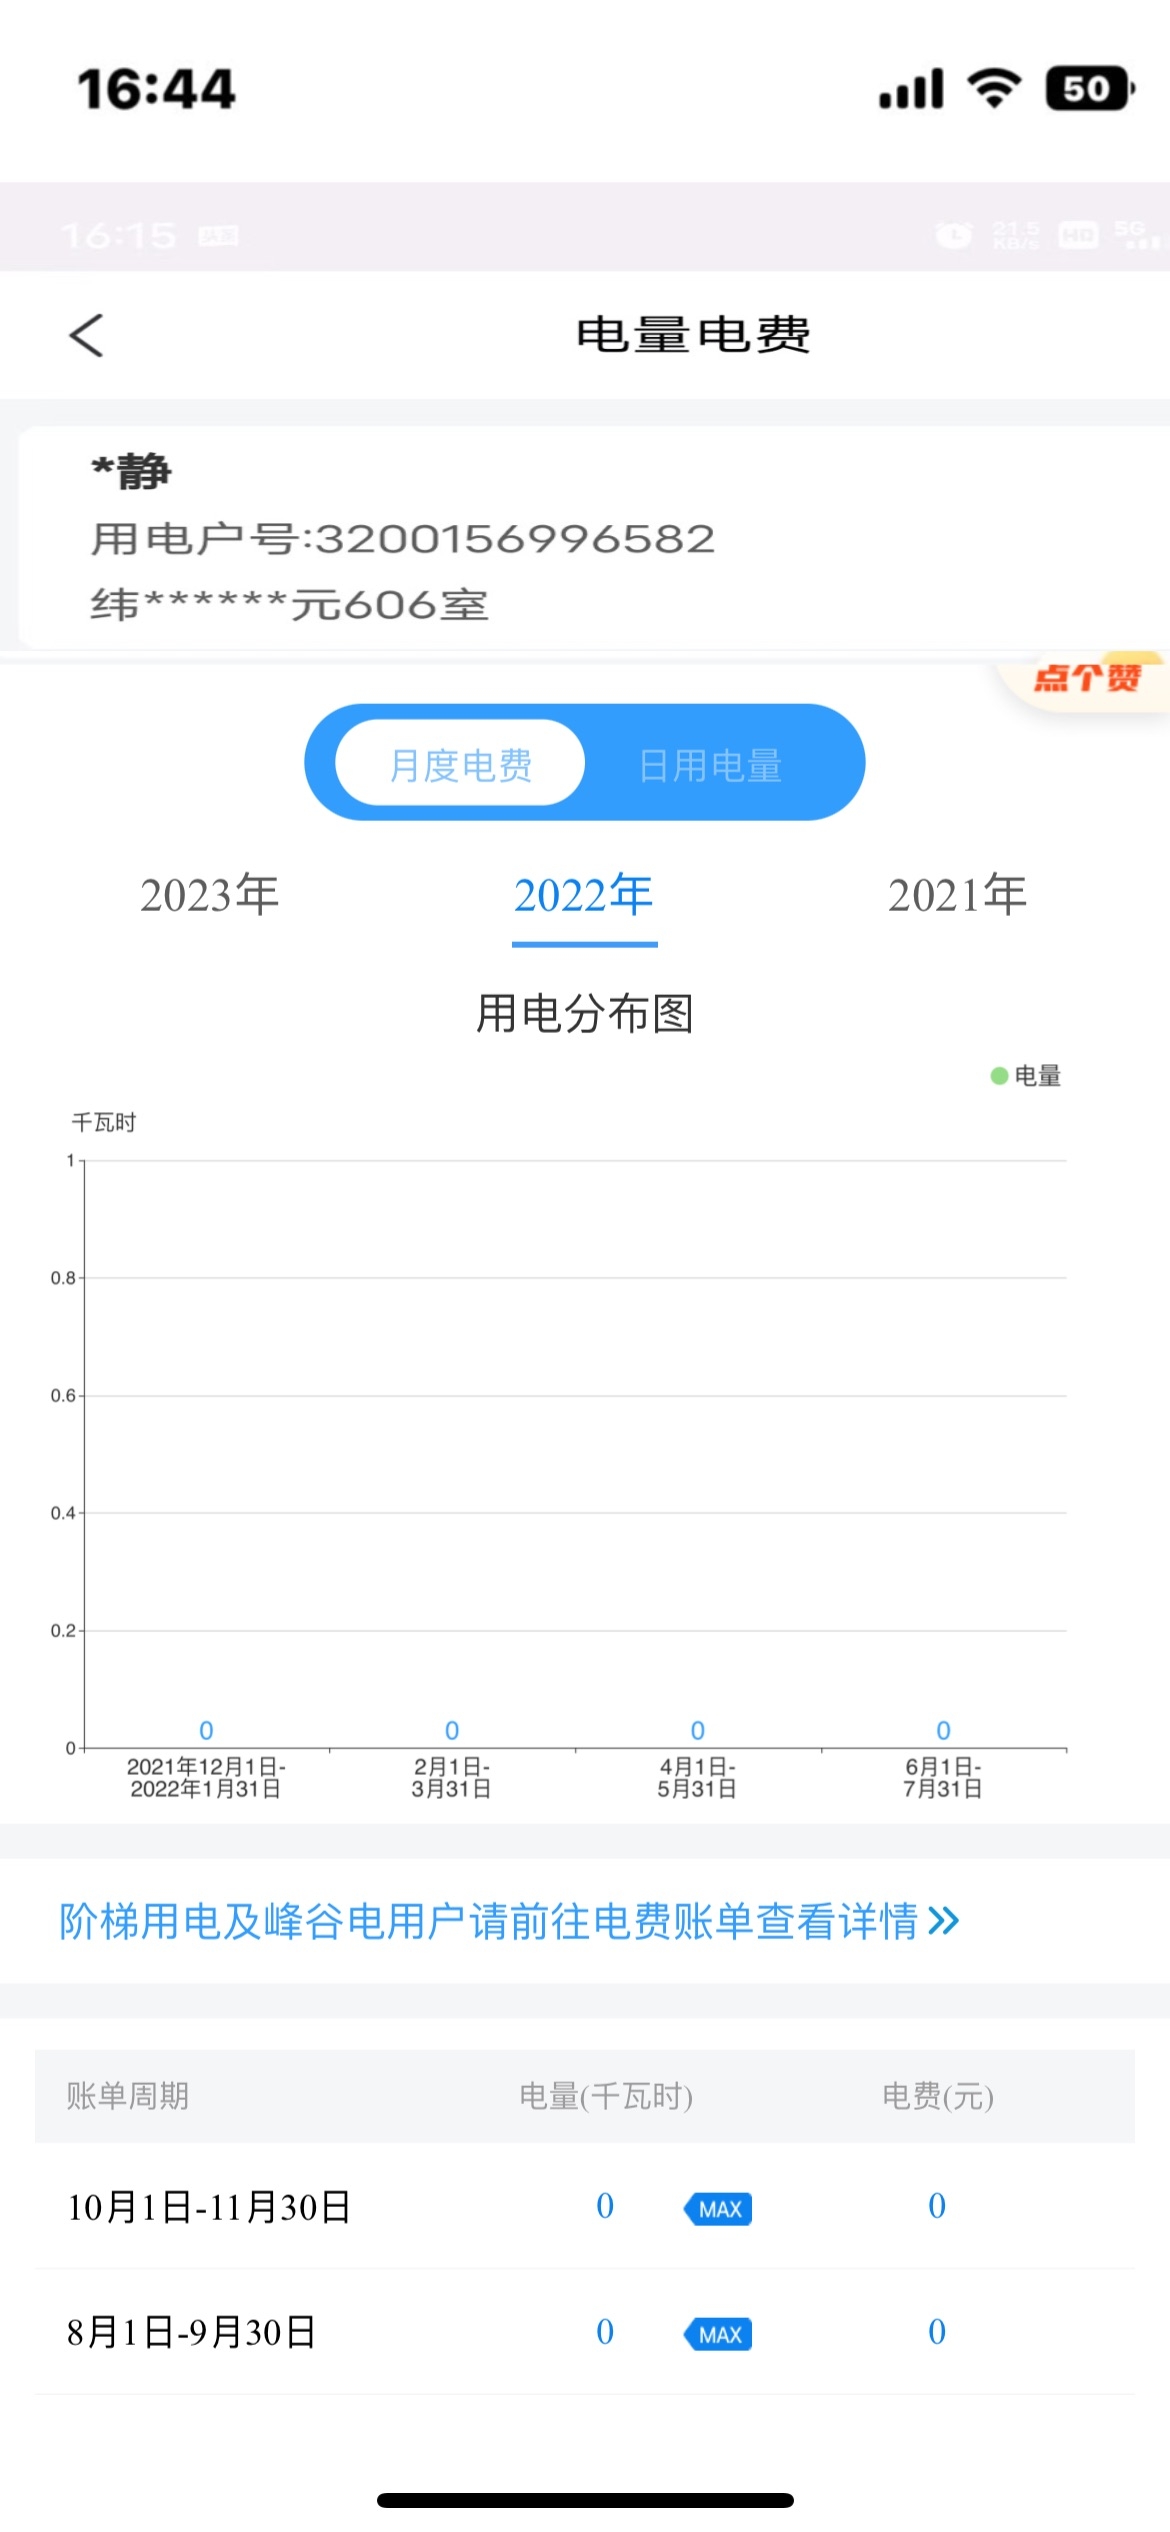 16:44
50
16:15 头条
21.5 KB/s HD 5G
电量电费
*静
用电户号:3200156996582
纬******元606室
点个赞
月度电费 日用电量
2023年 2022年 2021年
用电分布图
电量
千瓦时
1
0.8
0.6
0.4
0.2
0
0 0 0 0
2021年12月1日-
2022年1月31日
2月1日-
3月31日
4月1日-
5月31日
6月1日-
7月31日
阶梯用电及峰谷电用户请前往电费账单查看详情
账单周期 电量(千瓦时) 电费(元)
10月1日-11月30日 0 MAX 0
8月1日-9月30日 0 MAX 0